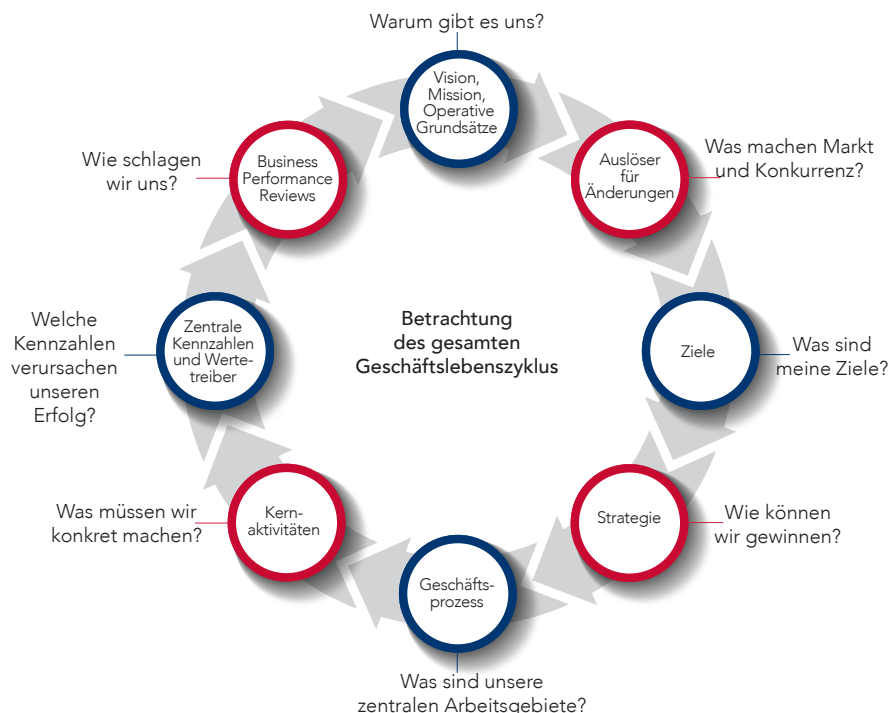 Warum gibt es uns?
Vision,
Mission,
Operative
Grundsätze
Auslöser
für
Änderungen
Was machen Markt
und Konkurrenz?
Ziele
Was sind
meine Ziele?
Strategie
Wie können
wir gewinnen?
Geschäfts-
prozess
Was sind unsere
zentralen Arbeitsgebiete?
Kern-
aktivitäten
Was müssen wir
konkret machen?
Zentrale
Kennzahlen
und Werte-
treiber
Welche
Kennzahlen
verursachen
unseren
Erfolg?
Business
Performance
Reviews
Wie schlagen
wir uns?
Betrachtung
des gesamten
Geschäftslebenszyklus